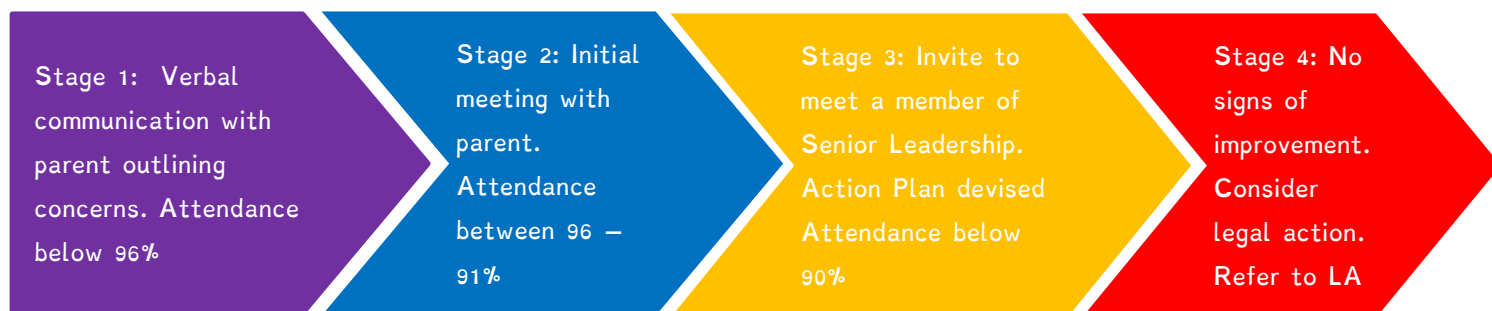 Stage 1:  Verbal
communication with
parent outlining
concerns. Attendance
below 96%
Stage 2: Initial
meeting with
parent.
Attendance
between 96 –
91%
Stage 3: Invite to
meet a member of
Senior Leadership.
Action Plan devised
Attendance below
90%
Stage 4: No
signs of
improvement.
Consider
legal action.
Refer to LA